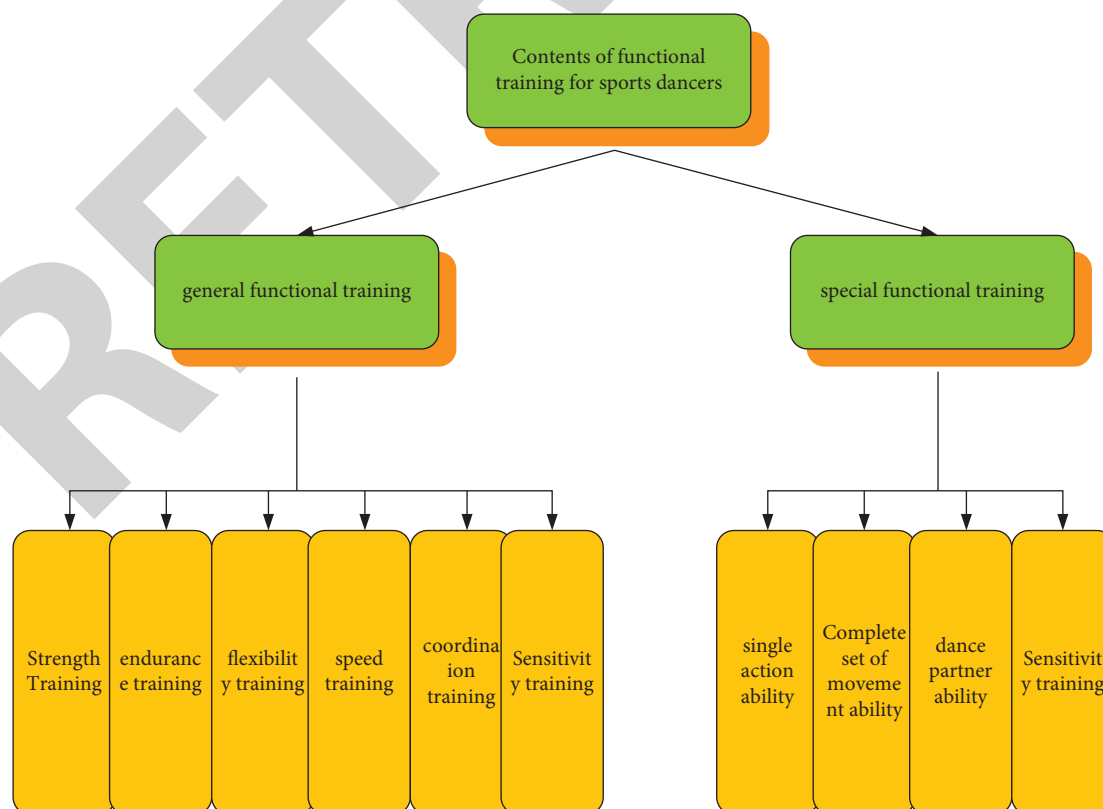 Contents of functional
training for sports dancers
general functional training
special functional training
Strength
Training
enduranc
e training
flexibilit
y training
speed
training
coordina
ion
training
Sensitivit
y training
single
action
ability
Complete
set of
moveme
nt ability
dance
partner
ability
Sensitivit
y training
RETR